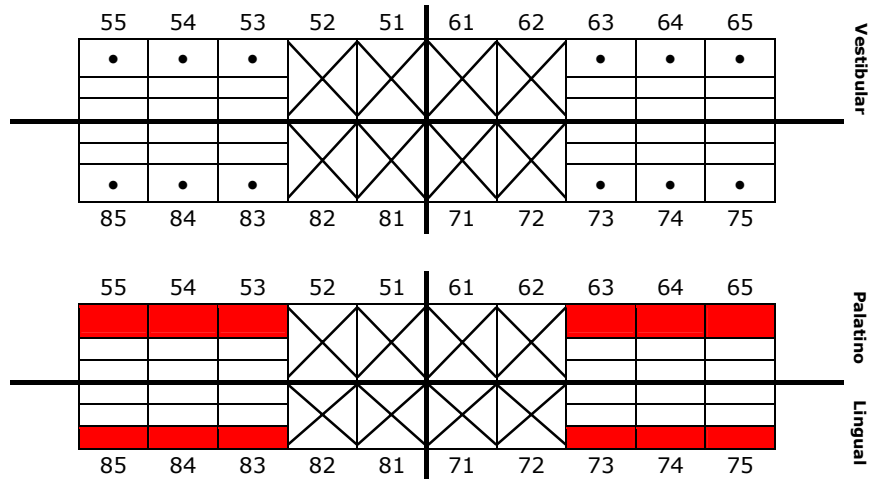 55 54 53 52 51 61 62 63 64 65
Vestibular
85 84 83 82 81 71 72 73 74 75
55 54 53 52 51 61 62 63 64 65
Palatino
Lingual
85 84 83 82 81 71 72 73 74 75